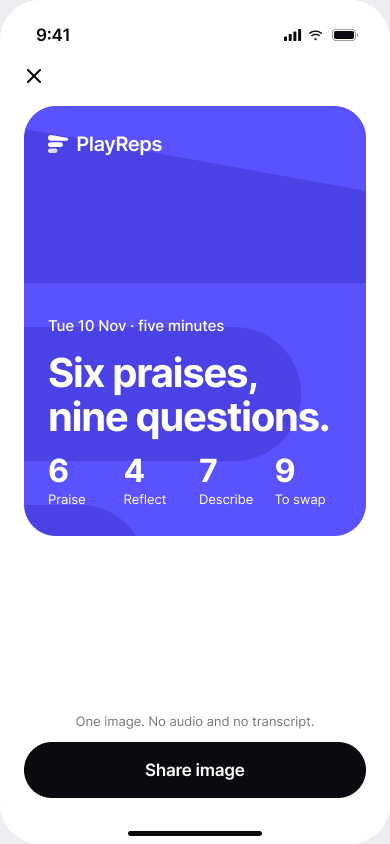 9:41
PlayReps
Tue 10 Nov · five minutes
Six praises,
nine questions.
6 4 7 9
Praise Reflect Describe To swap
One image. No audio and no transcript.
Share image